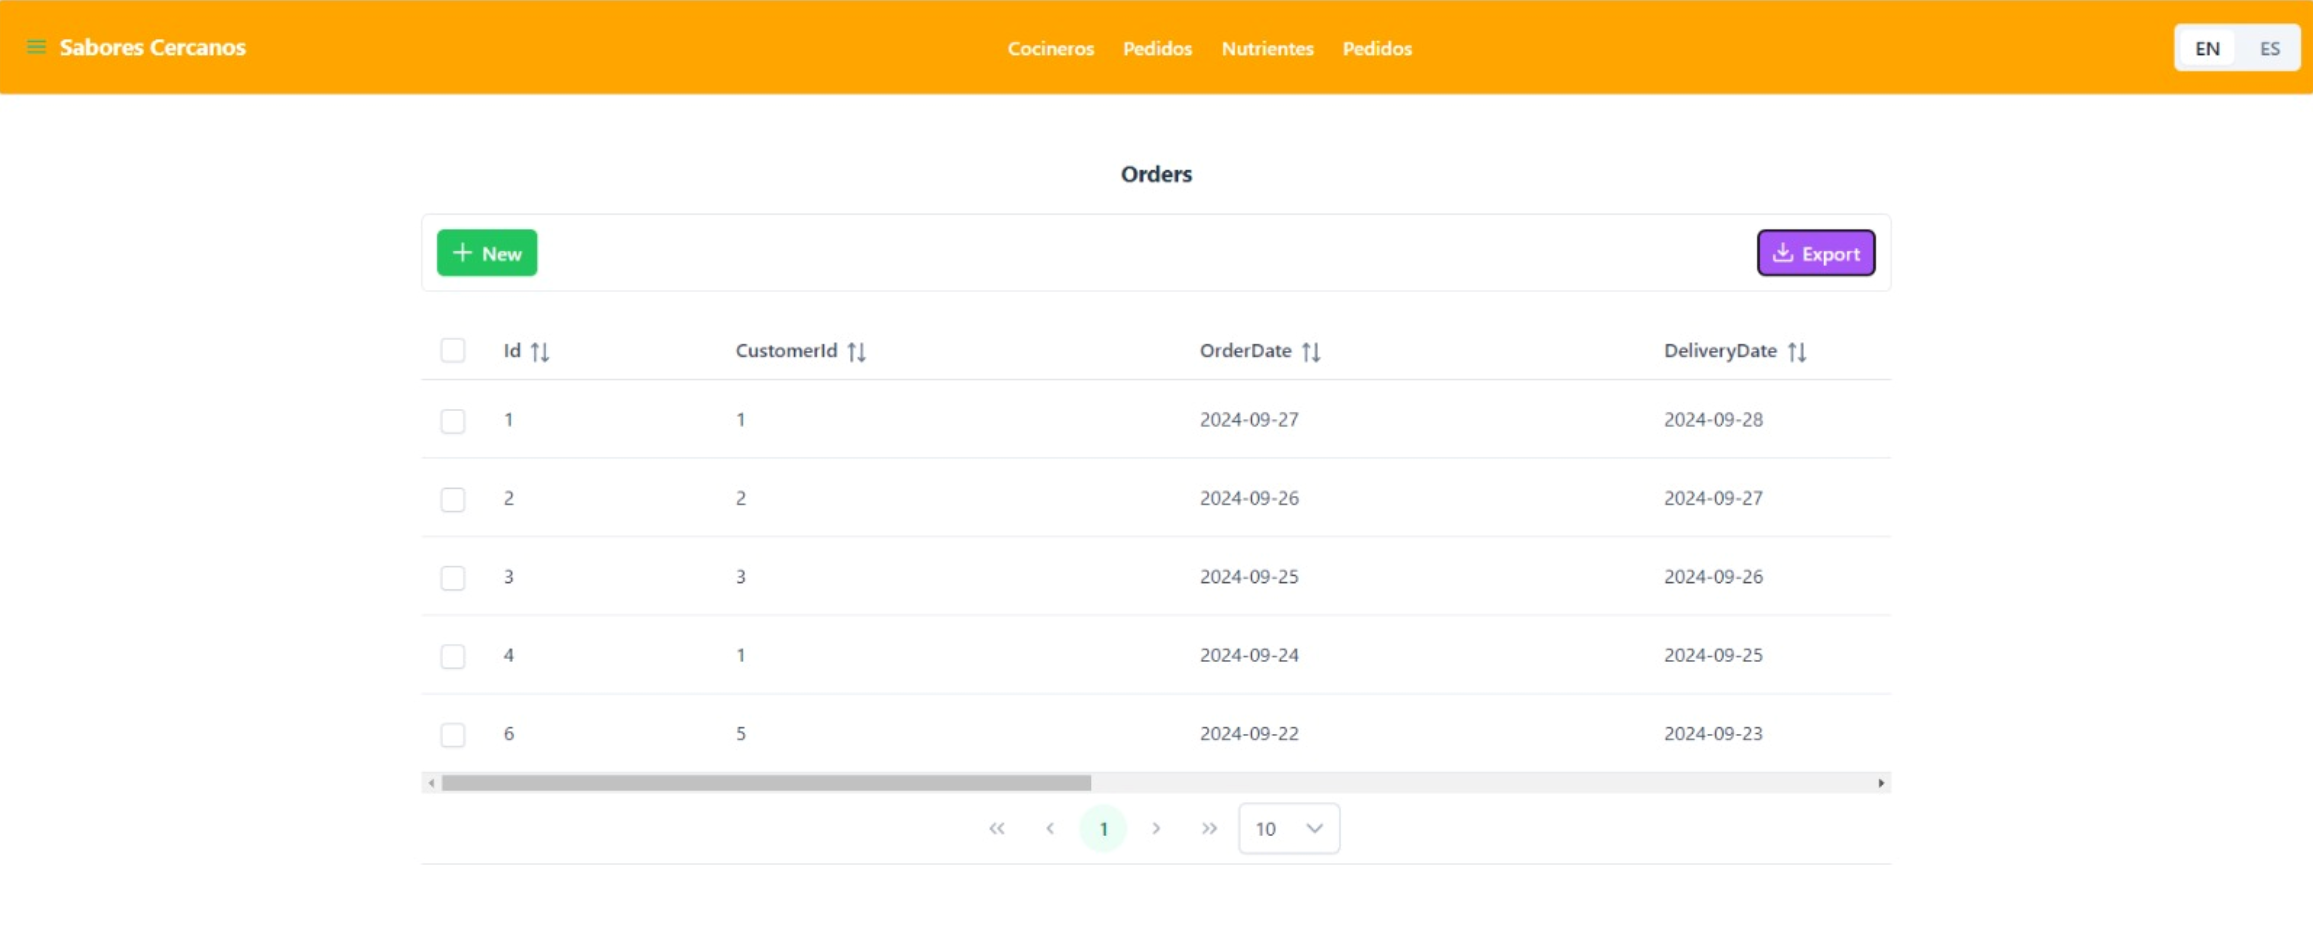 Sabores Cercanos Cocineros Pedidos Nutrientes Pedidos EN ES
Orders
New Export
Id CustomerId OrderDate DeliveryDate
1 1 2024-09-27 2024-09-28
2 2 2024-09-26 2024-09-27
3 3 2024-09-25 2024-09-26
4 1 2024-09-24 2024-09-25
6 5 2024-09-22 2024-09-23
1 10